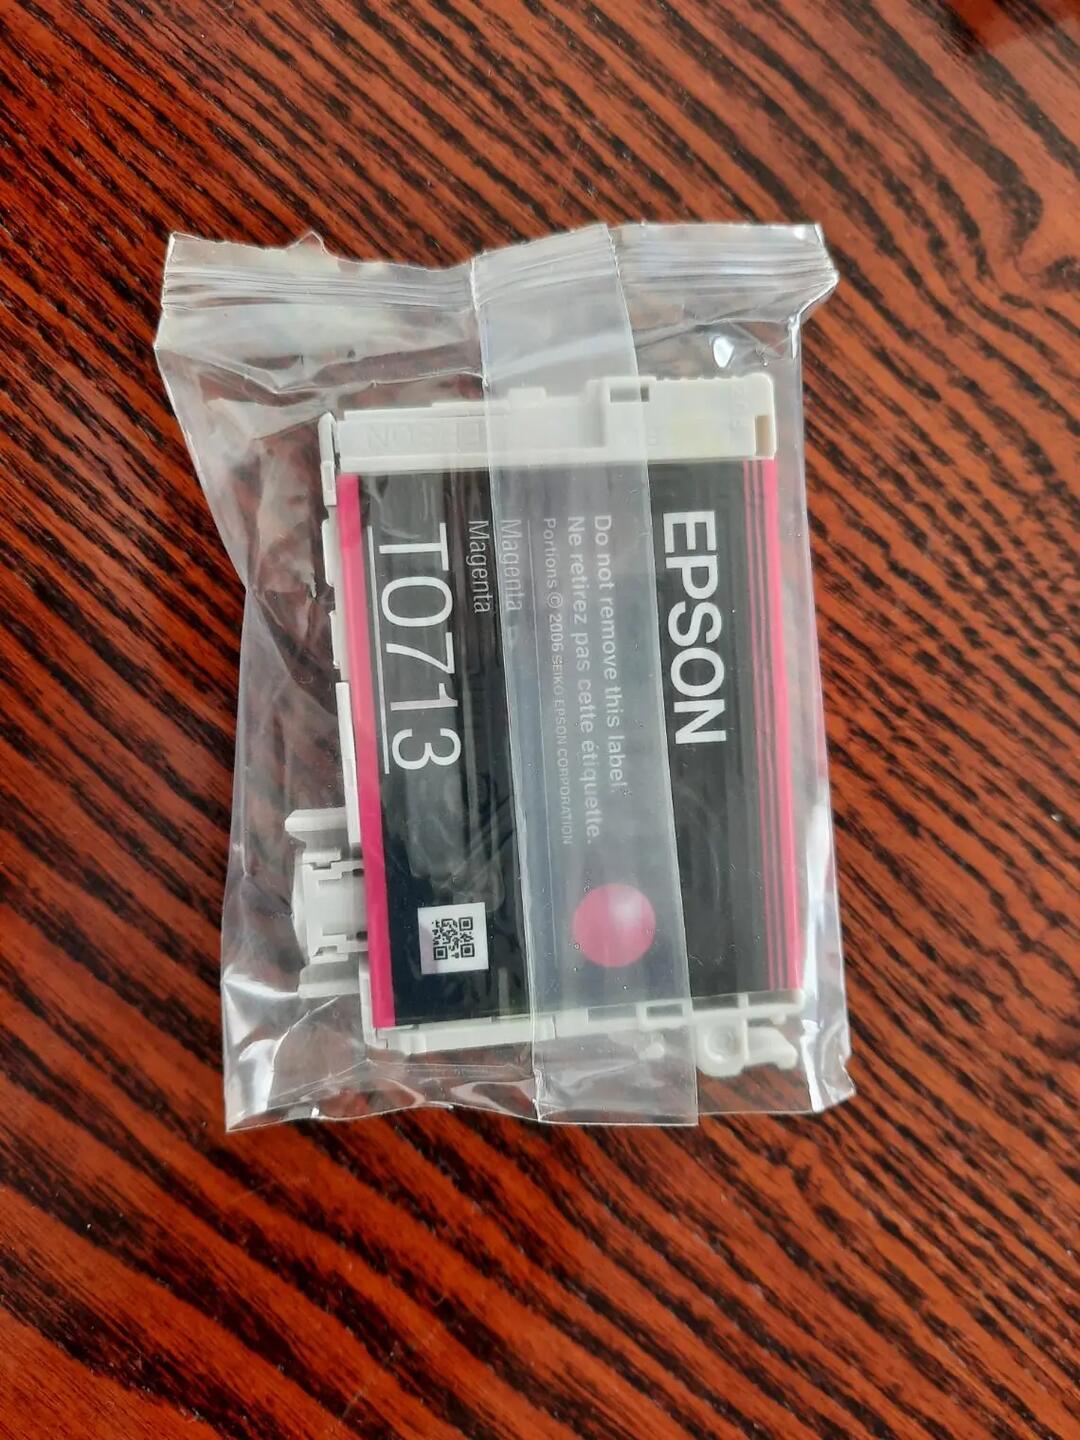 EPSON
Do not remove this label.
Ne retirez pas cette étiquette.
Portions © 2006 SEIKO EPSON CORPORATION
Magenta
Magenta
T0713
EPSON